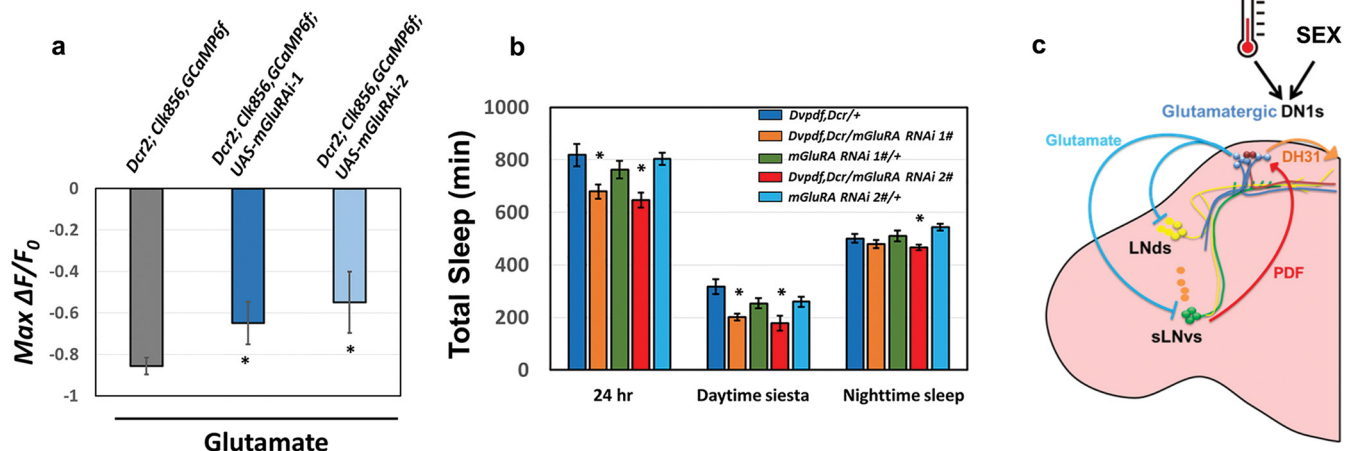 a
Dcr2; Clk856,GCaMP6f
Dcr2; Clk856,GCaMP6f;
UAS-mGluRAi-1
Dcr2; Clk856,GCaMP6f;
UAS-mGluRAi-2
Max ΔF/F0
0
-0.2
-0.4
-0.6
-0.8
-1
*
*
Glutamate
b
Total Sleep (min)
1000
800
600
400
200
0
Dvpdf,Dcr/+
Dvpdf,Dcr/mGluRA RNAi 1#
mGluRA RNAi 1#/+
Dvpdf,Dcr/mGluRA RNAi 2#
mGluRA RNAi 2#/+
*
*
*
*
*
24 hr
Daytime siesta
Nighttime sleep
c
SEX
Glutamatergic DN1s
Glutamate
DH31
LNds
PDF
sLNvs